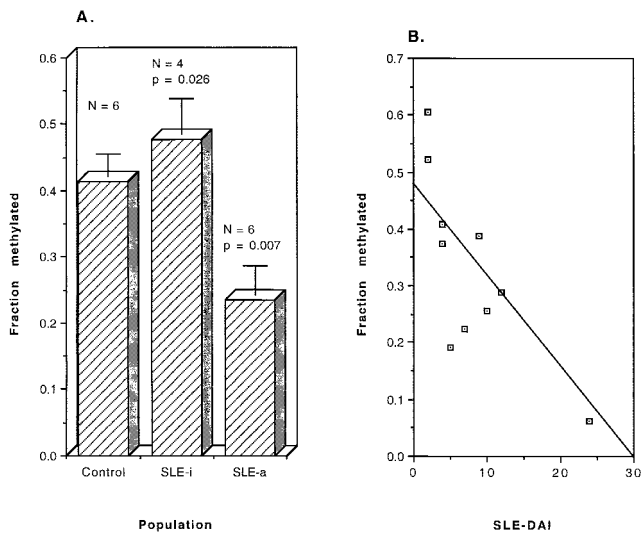 A.
0.6
0.5
0.4
0.3
0.2
0.1
0.0
Fraction methylated
N = 6
N = 4
p = 0.026
N = 6
p = 0.007
Control
SLE-i
SLE-a
Population
B.
0.7
0.6
0.5
0.4
0.3
0.2
0.1
0.0
Fraction methylated
0
10
20
30
SLE-DAI